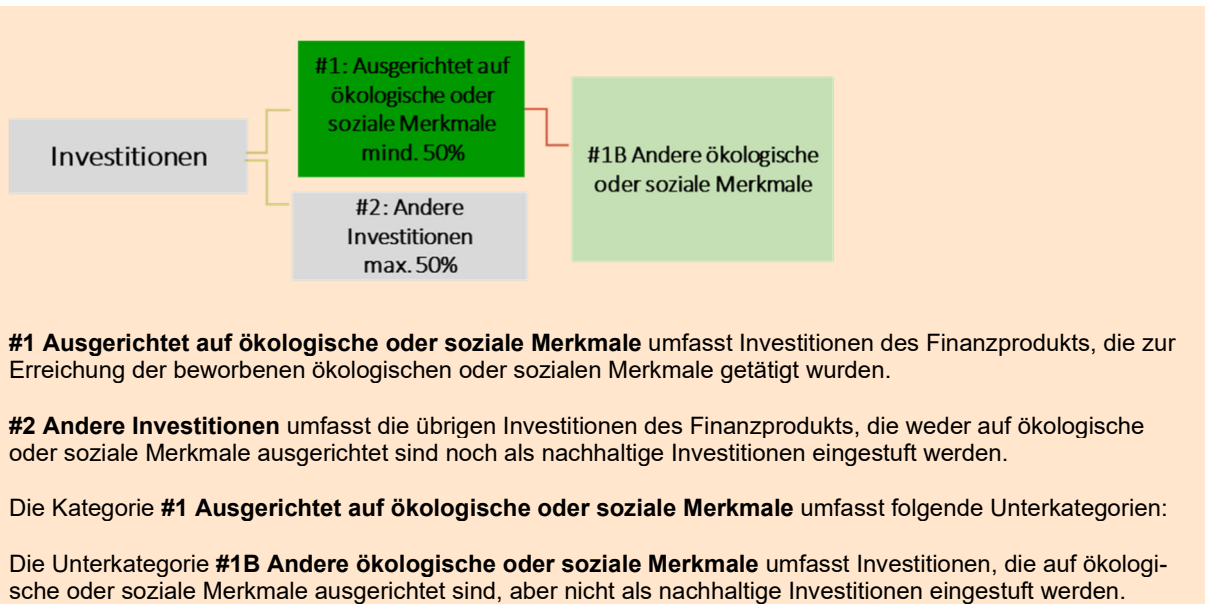 Investitionen
#1: Ausgerichtet auf
ökologische oder
soziale Merkmale
mind. 50%
#2: Andere
Investitionen
max. 50%
#1B Andere ökologische
oder soziale Merkmale
#1 Ausgerichtet auf ökologische oder soziale Merkmale umfasst Investitionen des Finanzprodukts, die zur
Erreichung der beworbenen ökologischen oder sozialen Merkmale getätigt wurden.
#2 Andere Investitionen umfasst die übrigen Investitionen des Finanzprodukts, die weder auf ökologische
oder soziale Merkmale ausgerichtet sind noch als nachhaltige Investitionen eingestuft werden.
Die Kategorie #1 Ausgerichtet auf ökologische oder soziale Merkmale umfasst folgende Unterkategorien:
Die Unterkategorie #1B Andere ökologische oder soziale Merkmale umfasst Investitionen, die auf ökologi-
sche oder soziale Merkmale ausgerichtet sind, aber nicht als nachhaltige Investitionen eingestuft werden.